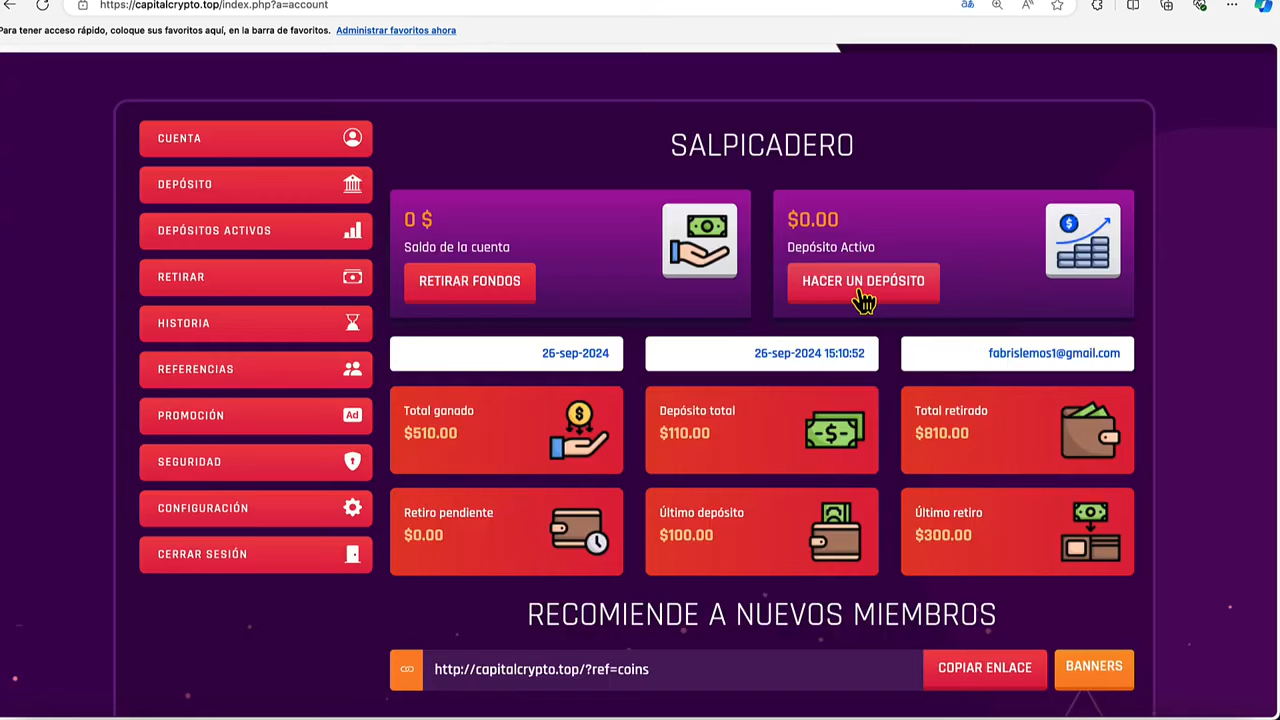 https://capitalcrypto.top/index.php?a=account
Para tener acceso rápido, coloque sus favoritos aquí, en la barra de favoritos. Administrar favoritos ahora
CUENTA
DEPÓSITO
DEPÓSITOS ACTIVOS
RETIRAR
HISTORIA
REFERENCIAS
PROMOCIÓN
Ad
SEGURIDAD
CONFIGURACIÓN
CERRAR SESIÓN
SALPICADERO
0 $
Saldo de la cuenta
RETIRAR FONDOS
$0.00
Depósito Activo
HACER UN DEPÓSITO
26-sep-2024
26-sep-2024 15:10:52
fabrislemos1@gmail.com
Total ganado
$510.00
Depósito total
$110.00
Total retirado
$810.00
Retiro pendiente
$0.00
Último depósito
$100.00
Último retiro
$300.00
RECOMIENDE A NUEVOS MIEMBROS
http://capitalcrypto.top/?ref=coins
COPIAR ENLACE
BANNERS